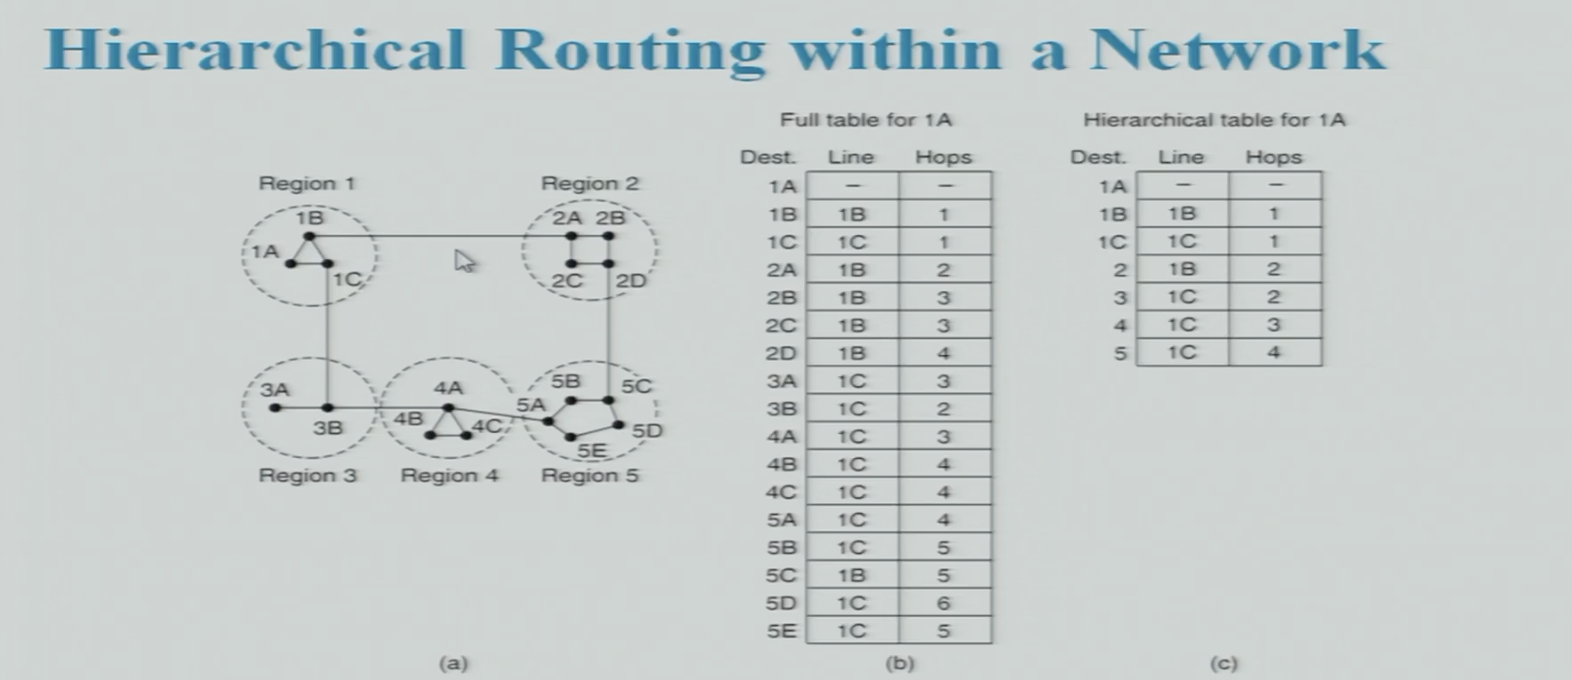 Hierarchical Routing within a Network
Region 1
Region 2
1B
1A
1C
2A 2B
2C
2D
3A
3B
4A
4B
4C
5A
5B
5C
5D
5E
Region 3
Region 4
Region 5
(a)
Full table for 1A
Dest. Line Hops
1A – –
1B 1B 1
1C 1C 1
2A 1B 2
2B 1B 3
2C 1B 3
2D 1B 4
3A 1C 3
3B 1C 2
4A 1C 3
4B 1C 4
4C 1C 4
5A 1C 4
5B 1C 5
5C 1B 5
5D 1C 6
5E 1C 5
(b)
Hierarchical table for 1A
Dest. Line Hops
1A – –
1B 1B 1
1C 1C 1
2 1B 2
3 1C 2
4 1C 3
5 1C 4
(c)